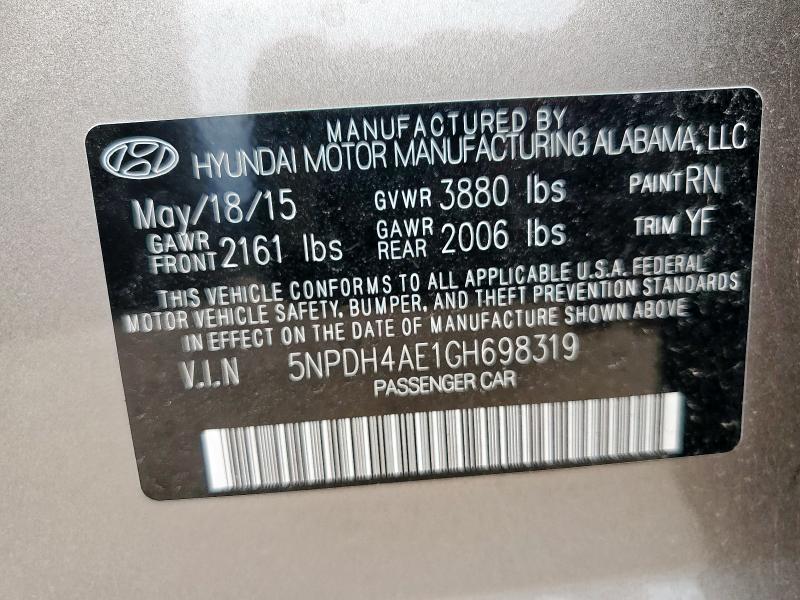 MANUFACTURED BY
HYUNDAI MOTOR MANUFACTURING ALABAMA, LLC
May/18/15 GVWR 3880 lbs PAINT RN
GAWR FRONT 2161 lbs GAWR REAR 2006 lbs TRIM YF
THIS VEHICLE CONFORMS TO ALL APPLICABLE U.S.A. FEDERAL
MOTOR VEHICLE SAFETY, BUMPER, AND THEFT PREVENTION STANDARDS
IN EFFECT ON THE DATE OF MANUFACTURE SHOWN ABOVE.
V.I.N 5NPDH4AE1GH698319
PASSENGER CAR